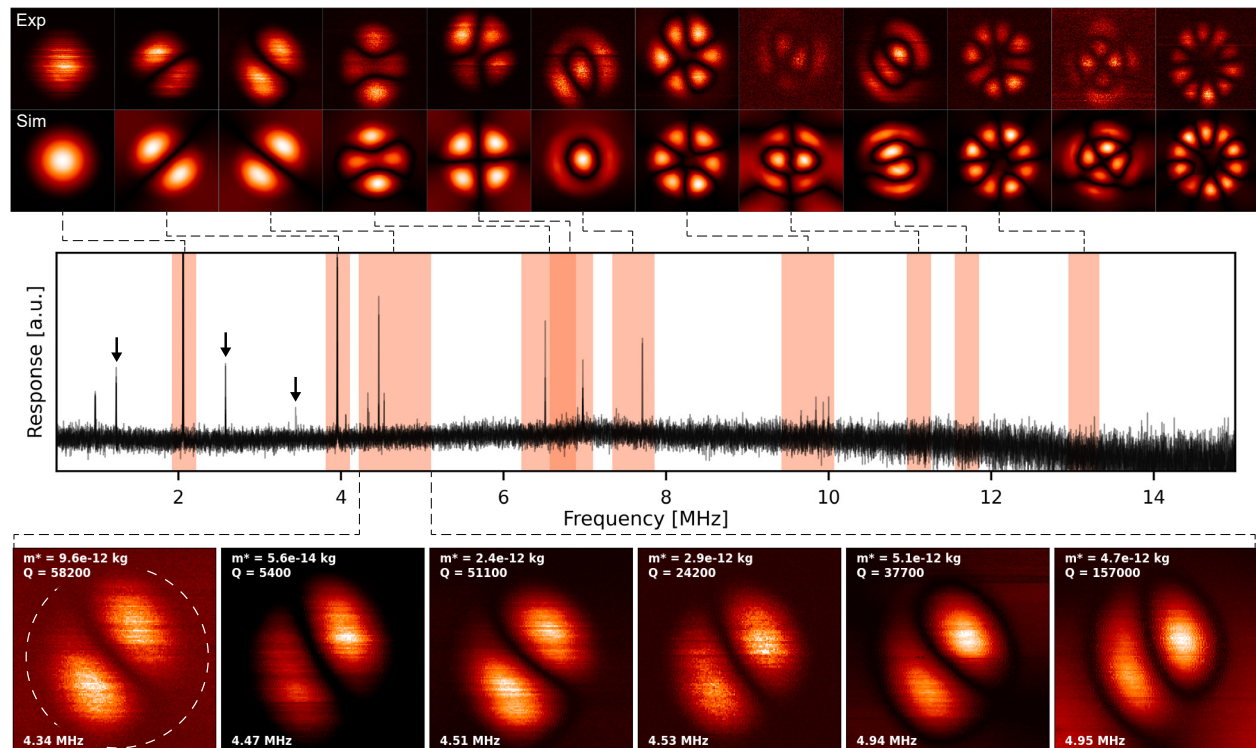 Exp
Sim
Response [a.u.]
2 4 6 8 10 12 14
Frequency [MHz]
m* = 9.6e-12 kg
Q = 58200
4.34 MHz
m* = 5.6e-14 kg
Q = 5400
4.47 MHz
m* = 2.4e-12 kg
Q = 51100
4.51 MHz
m* = 2.9e-12 kg
Q = 24200
4.53 MHz
m* = 5.1e-12 kg
Q = 37700
4.94 MHz
m* = 4.7e-12 kg
Q = 157000
4.95 MHz